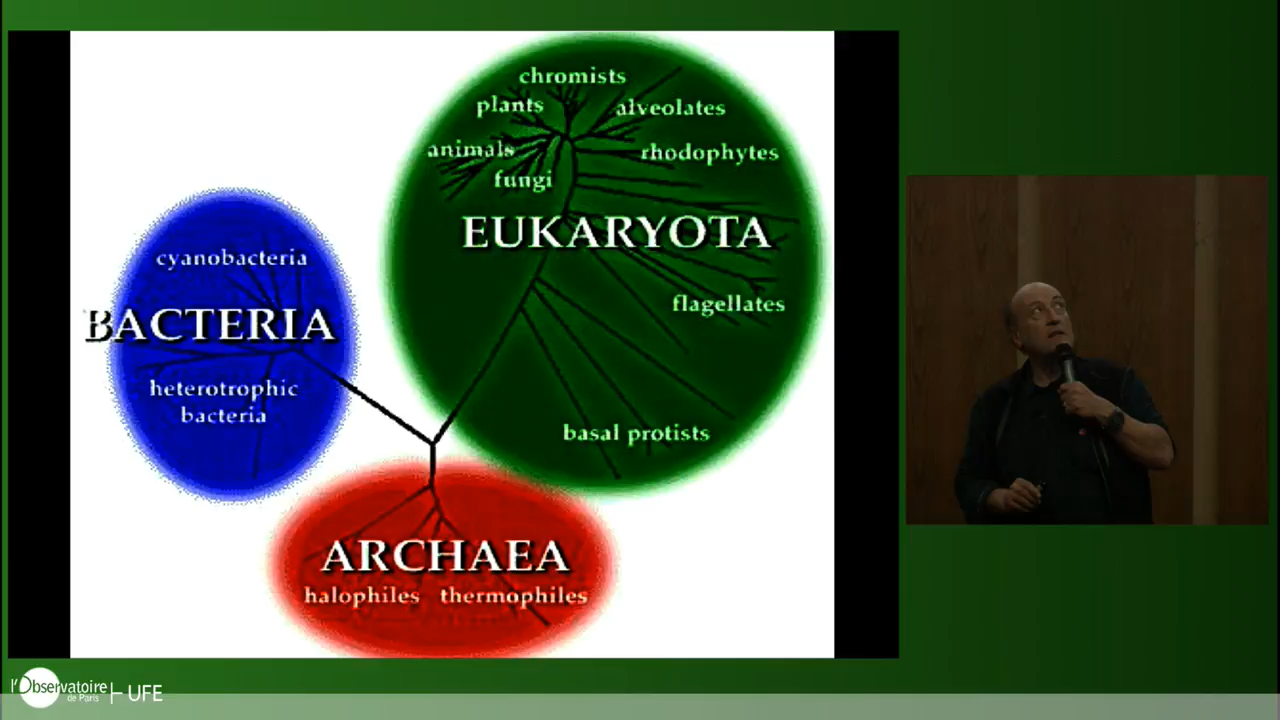 chromists
plants
alveolates
animals
rhodophytes
fungi
EUKARYOTA
cyanobacteria
flagellates
BACTERIA
heterotrophic
bacteria
basal protists
ARCHAEA
halophiles thermophiles
l'Observatoire
de Paris
UFE